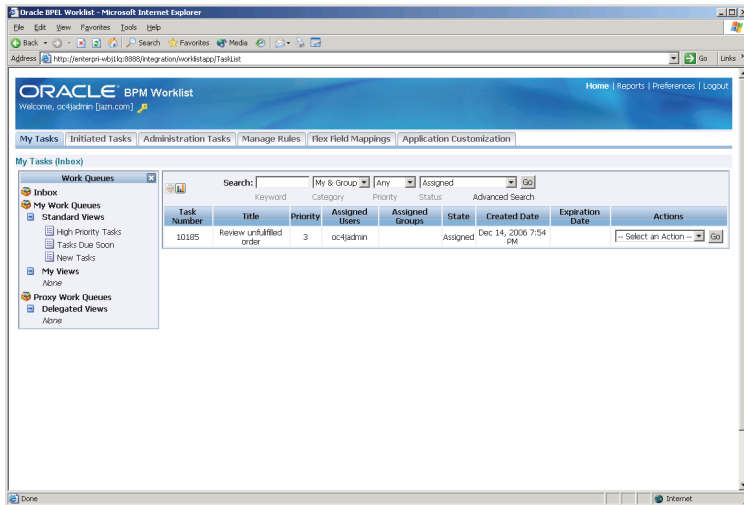 Oracle BPEL Worklist - Microsoft Internet Explorer
File Edit View Favorites Tools Help
Back Search Favorites Media
Address http://enterpri-wbj1lq:8888/integration/worklistapp/TaskList Go Links
ORACLE BPM Worklist
Home | Reports | Preferences | Logout
Welcome, oc4jadmin [jazn.com]
My Tasks Initiated Tasks Administration Tasks Manage Rules Flex Field Mappings Application Customization
My Tasks (Inbox)
Work Queues
Inbox
My Work Queues
Standard Views
High Priority Tasks
Tasks Due Soon
New Tasks
My Views
None
Proxy Work Queues
Delegated Views
None
Search: My & Group Any Assigned Go
Keyword Category Priority Status Advanced Search
Task Number Title Priority Assigned Users Assigned Groups State Created Date Expiration Date Actions
10185 Review unfulfilled order 3 oc4jadmin Assigned Dec 14, 2006 7:54 PM -- Select an Action -- Go
Done Internet